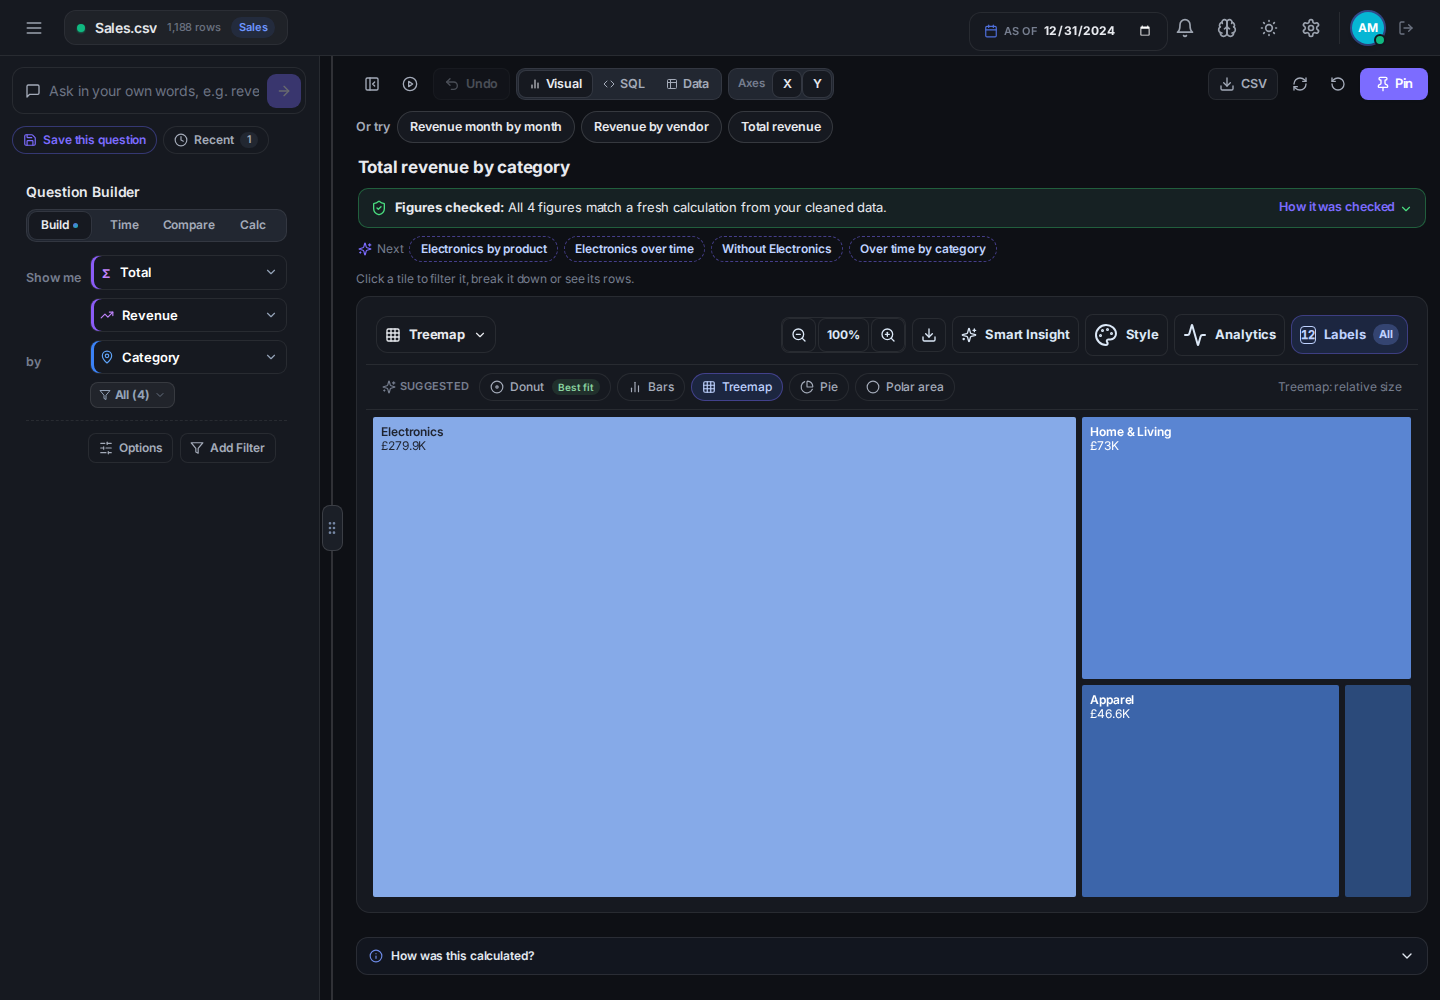 Sales.csv 1,188 rows Sales
AS OF 12/31/2024
AM
Ask in your own words, e.g. reve
Save this question
Recent 1
Question Builder
Build Time Compare Calc
Show me
Σ Total
Revenue
by
Category
All (4)
Options
Add Filter
Undo
Visual
SQL
Data
Axes X Y
CSV
Pin
Or try
Revenue month by month
Revenue by vendor
Total revenue
Total revenue by category
Figures checked: All 4 figures match a fresh calculation from your cleaned data.
How it was checked
Next
Electronics by product
Electronics over time
Without Electronics
Over time by category
Click a tile to filter it, break it down or see its rows.
Treemap
100%
Smart Insight
Style
Analytics
12 Labels All
SUGGESTED
Donut Best fit
Bars
Treemap
Pie
Polar area
Treemap: relative size
Electronics
£279.9K
Home & Living
£73K
Apparel
£46.6K
How was this calculated?